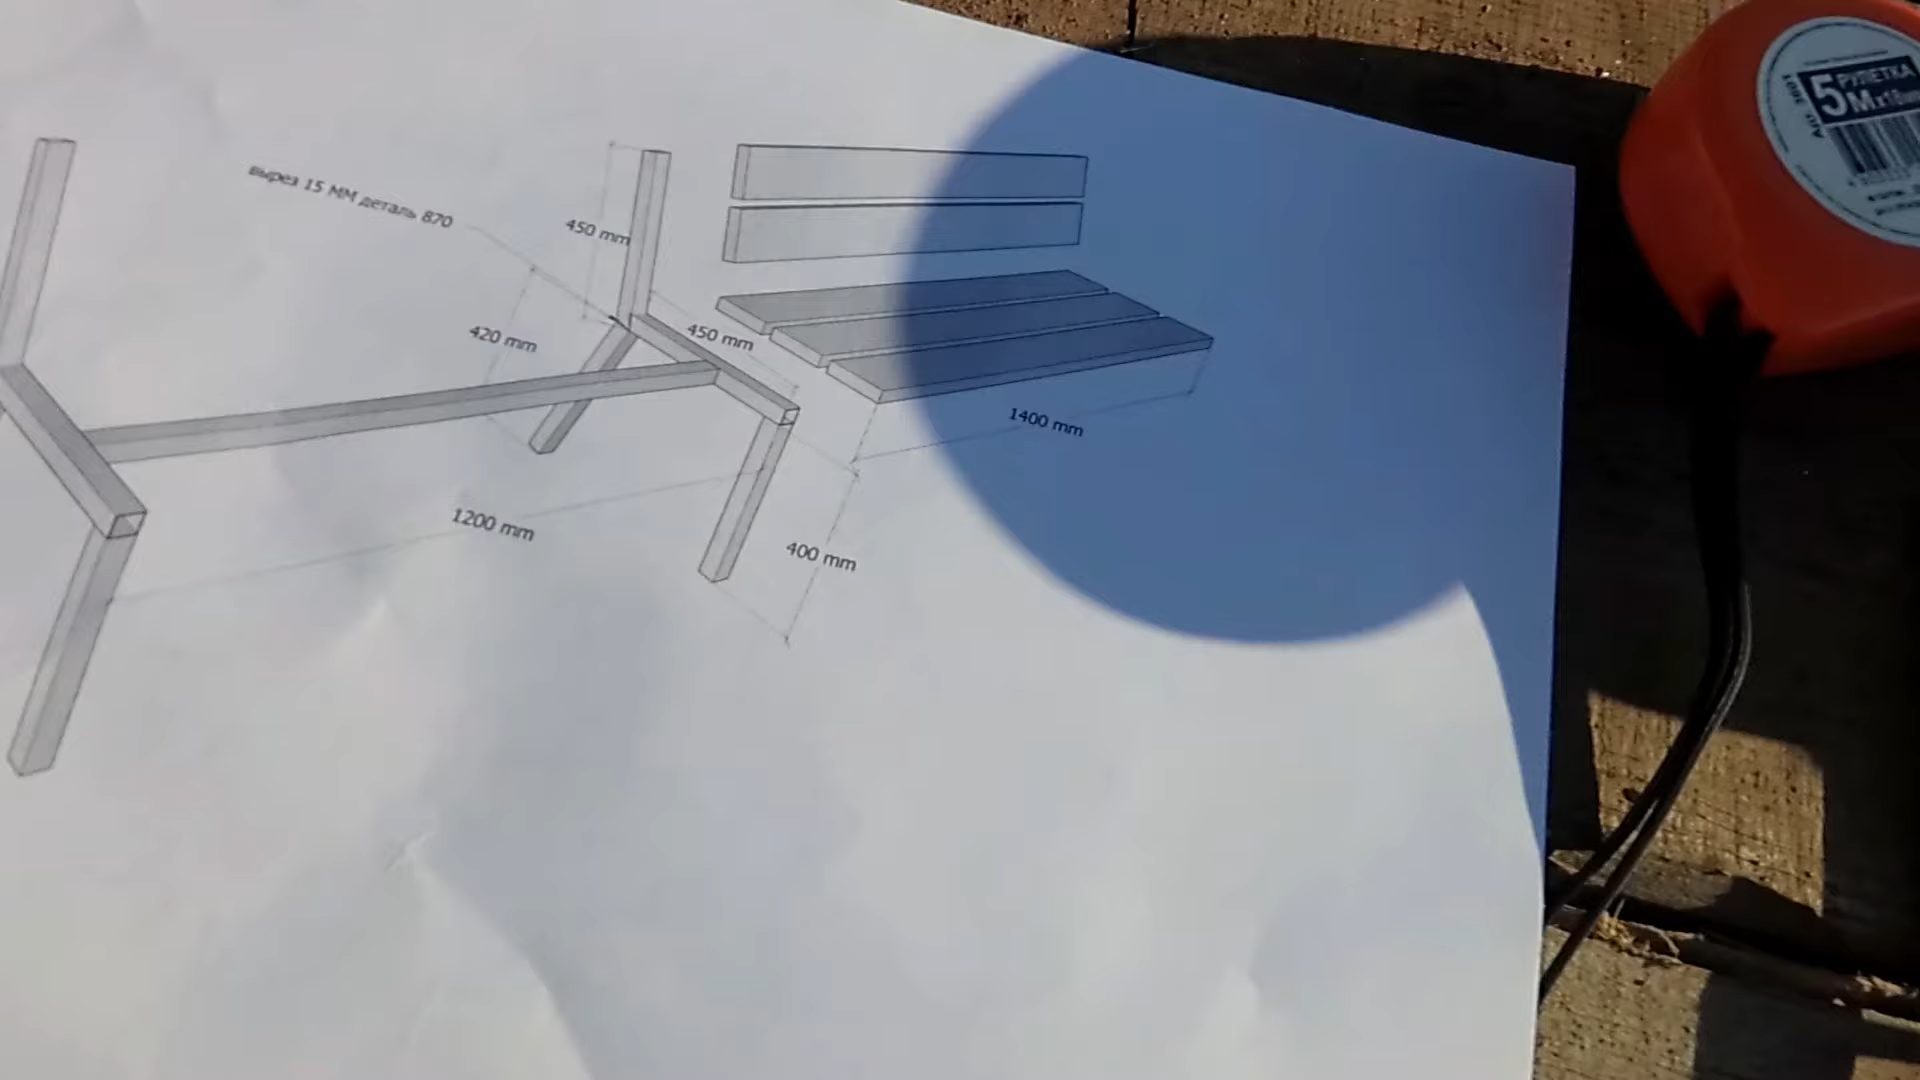 вырез 15 ММ деталь 870
450 mm
420 mm
450 mm
1400 mm
1200 mm
400 mm
5 РУЛЕТКА
Мх10мм